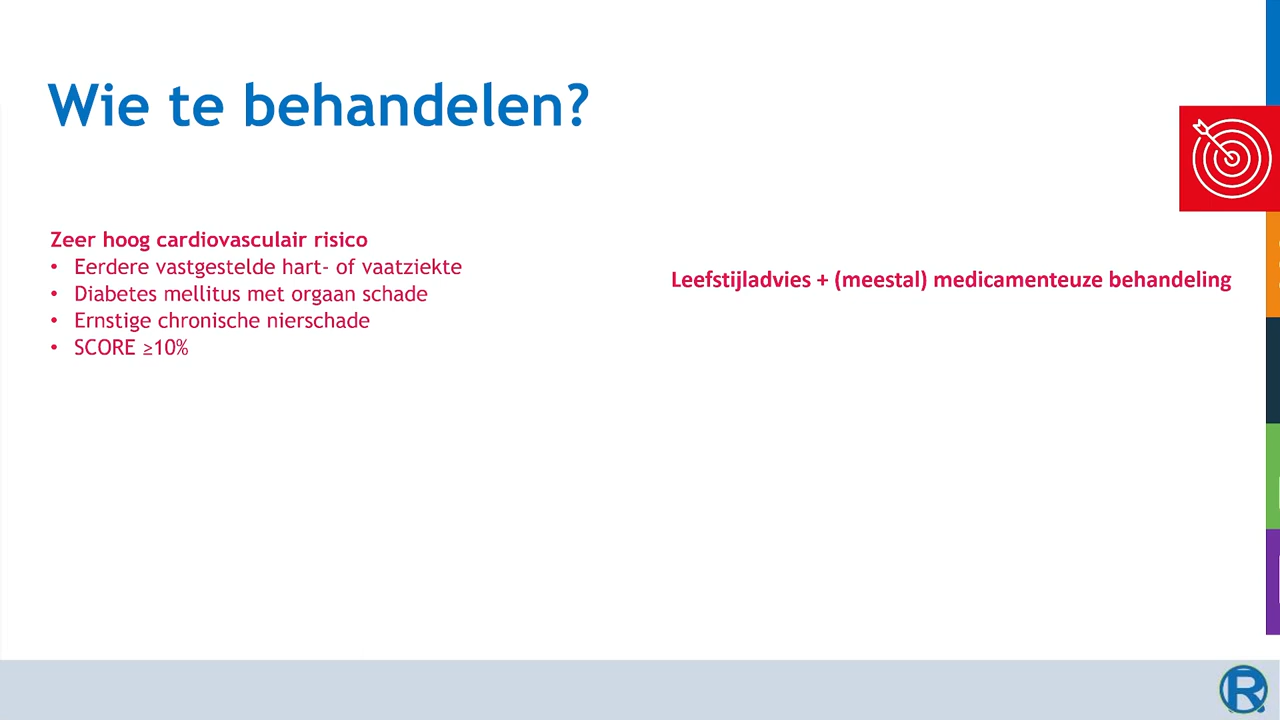 Wie te behandelen?
Zeer hoog cardiovasculair risico
• Eerdere vastgestelde hart- of vaatziekte
• Diabetes mellitus met orgaan schade
• Ernstige chronische nierschade
• SCORE ≥10%
Leefstijladvies + (meestal) medicamenteuze behandeling
R